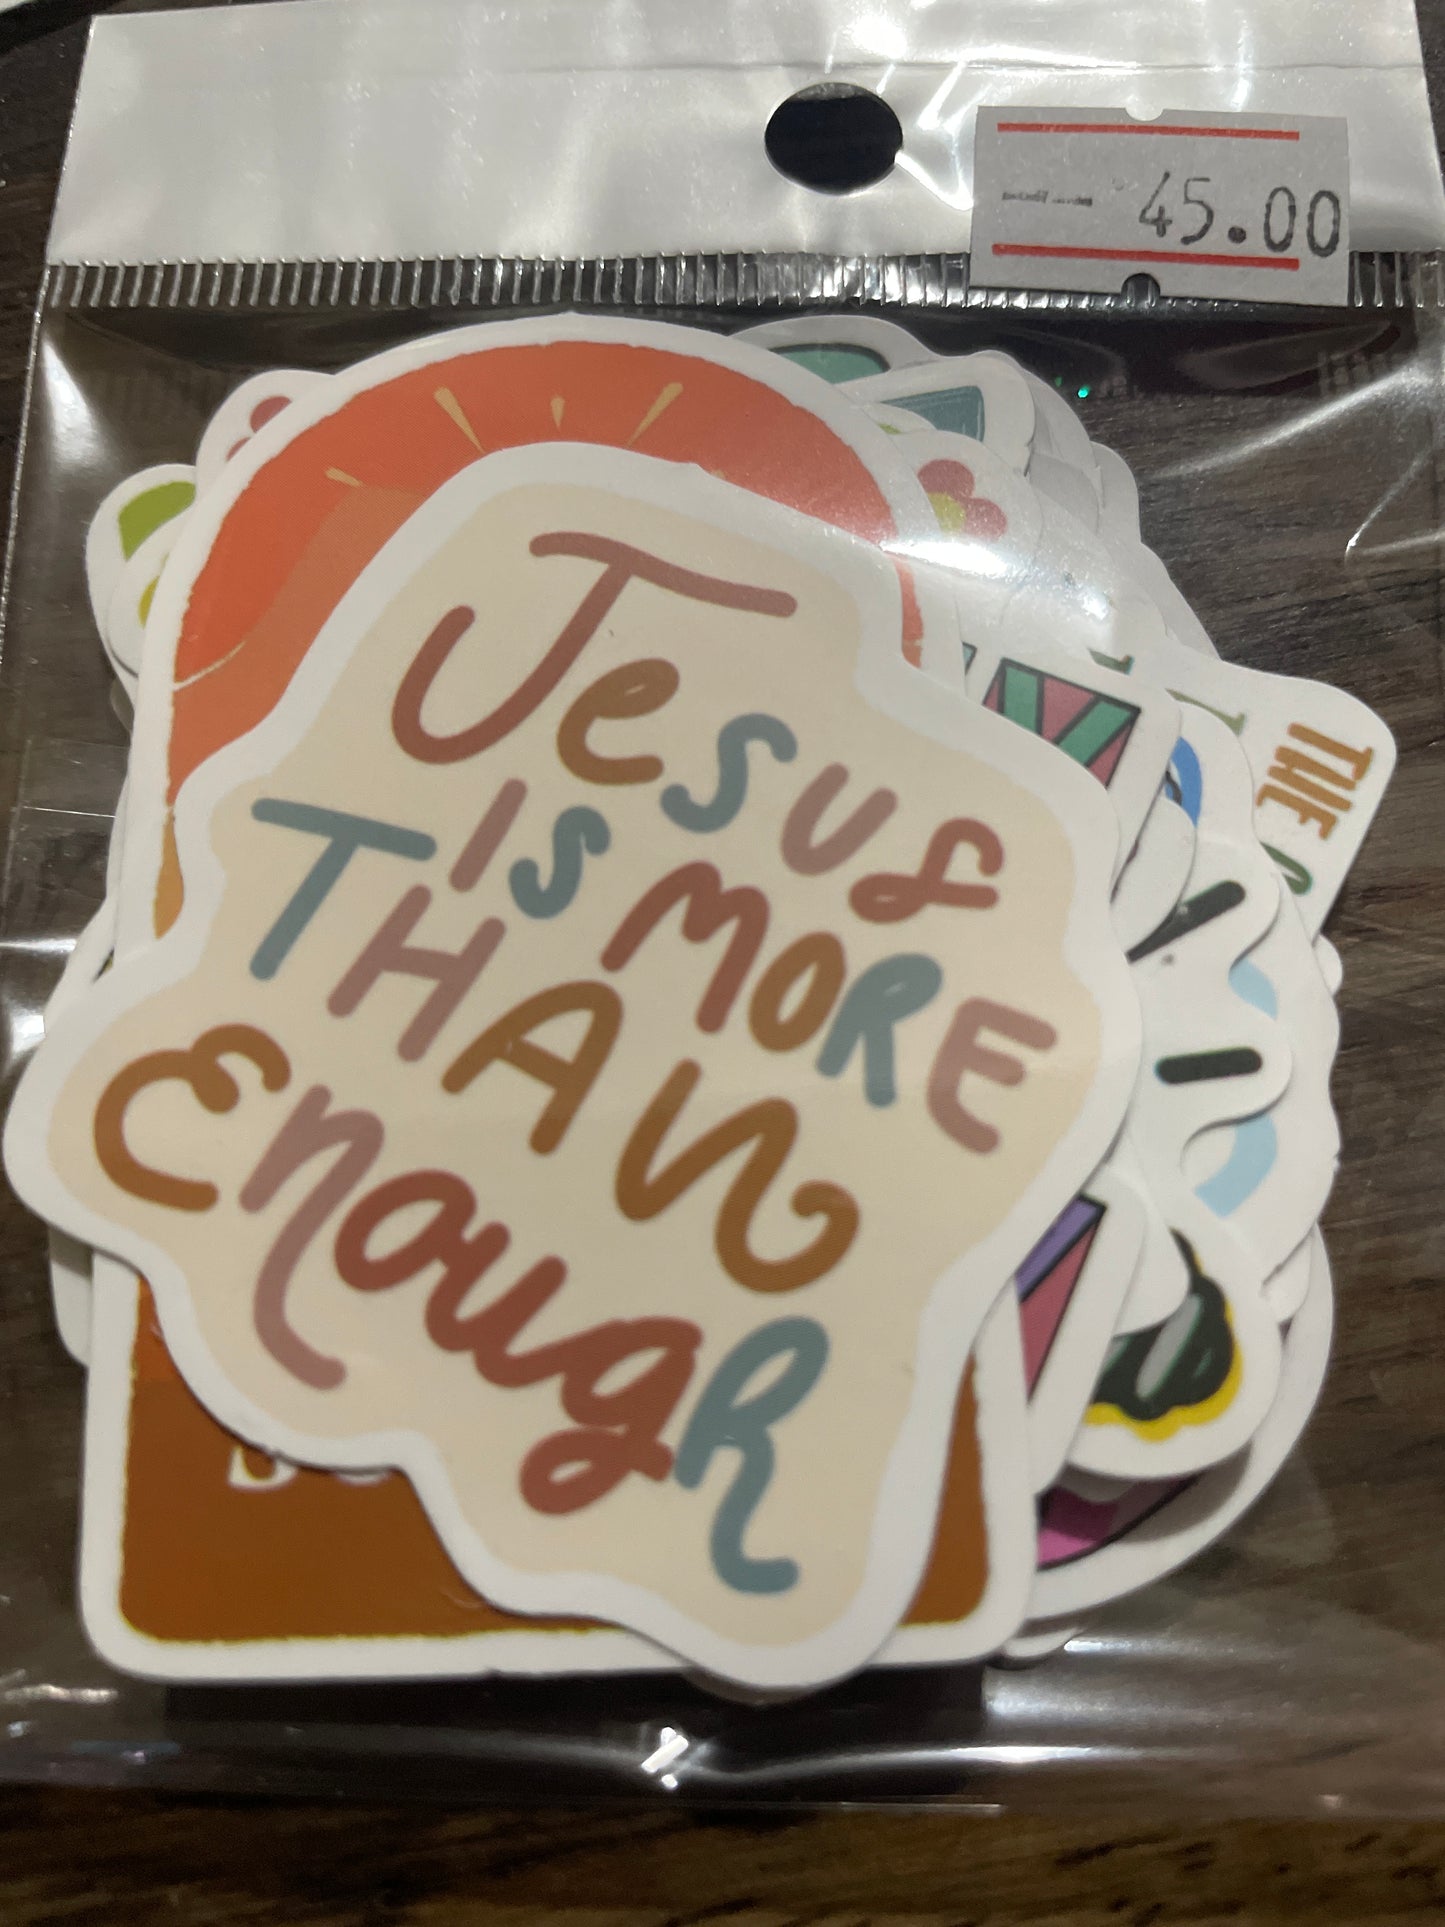 45.00
Jesus
IS MORE
THAN
Enough
THE